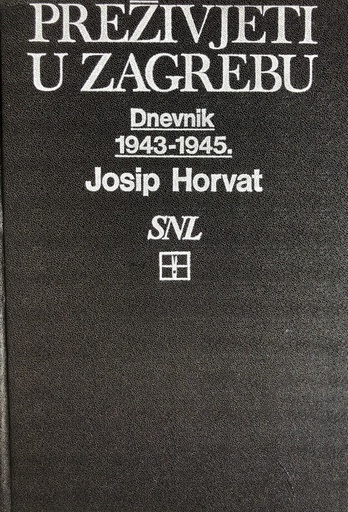 PREŽIVJETI
U ZAGREBU
Dnevnik
1943-1945.
Josip Horvat
SNL